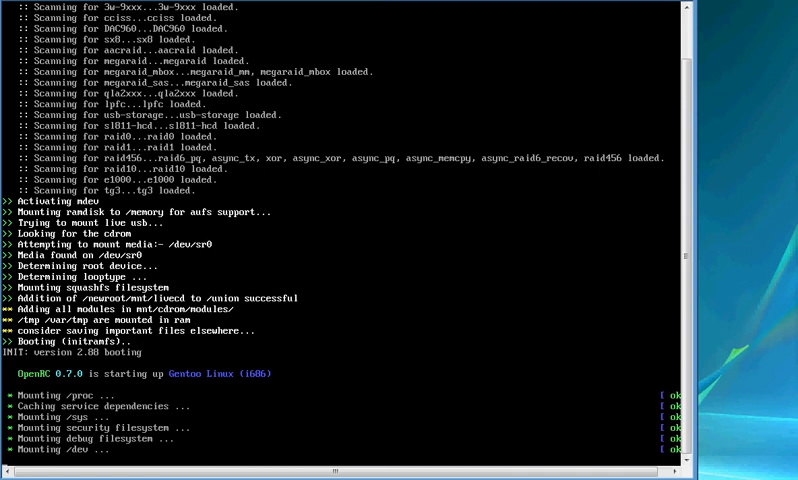 :: Scanning for 3w-9xxx...3w-9xxx loaded.
:: Scanning for cciss...cciss loaded.
:: Scanning for DAC960...DAC960 loaded.
:: Scanning for sx8...sx8 loaded.
:: Scanning for aacraid...aacraid loaded.
:: Scanning for megaraid...megaraid loaded.
:: Scanning for megaraid_mbox...megaraid_mm, megaraid_mbox loaded.
:: Scanning for megaraid_sas...megaraid_sas loaded.
:: Scanning for qla2xxx...qla2xxx loaded.
:: Scanning for lpfc...lpfc loaded.
:: Scanning for usb-storage...usb-storage loaded.
:: Scanning for sl811-hcd...sl811-hcd loaded.
:: Scanning for raid0...raid0 loaded.
:: Scanning for raid1...raid1 loaded.
:: Scanning for raid456...raid6_pq, async_tx, xor, async_xor, async_pq, async_memcpy, async_raid6_recov, raid456 loaded.
:: Scanning for raid10...raid10 loaded.
:: Scanning for e1000...e1000 loaded.
:: Scanning for tg3...tg3 loaded.
>> Activating mdev
>> Mounting ramdisk to /memory for aufs support...
>> Trying to mount live usb...
>> Looking for the cdrom
>> Attempting to mount media:- /dev/sr0
>> Media found on /dev/sr0
>> Determining root device...
>> Determining looptype ...
>> Mounting squashfs filesystem
>> Addition of /newroot/mnt/livecd to /union successful
** Adding all modules in mnt/cdrom/modules/
** /tmp /var/tmp are mounted in ram
** consider saving important files elsewhere...
>> Booting (initramfs)..
INIT: version 2.88 booting
OpenRC 0.7.0 is starting up Gentoo Linux (i686)
* Mounting /proc ... [ ok
* Caching service dependencies ... [ ok
* Mounting /sys ... [ ok
* Mounting security filesystem ... [ ok
* Mounting debug filesystem ... [ ok
* Mounting /dev ... [ ok